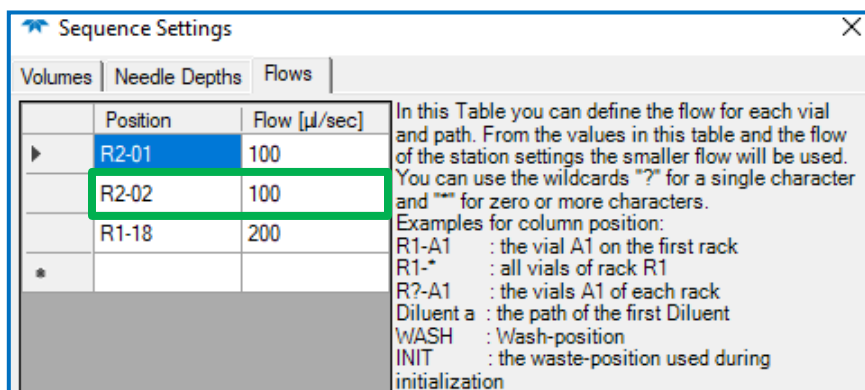 Sequence Settings
Volumes Needle Depths Flows
Position Flow [µl/sec]
R2-01 100
R2-02 100
R1-18 200
In this Table you can define the flow for each vial
and path. From the values in this table and the flow
of the station settings the smaller flow will be used.
You can use the wildcards "?" for a single character
and "*" for zero or more characters.
Examples for column position:
R1-A1 : the vial A1 on the first rack
R1-* : all vials of rack R1
R?-A1 : the vials A1 of each rack
Diluent a : the path of the first Diluent
WASH : Wash-position
INIT : the waste-position used during
initialization